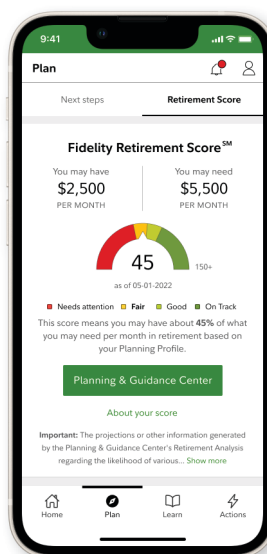 9:41
Plan
Next steps
Retirement Score
Fidelity Retirement Score℠
You may have
You may need
$2,500
$5,500
PER MONTH
PER MONTH
45
150+
as of 05-01-2022
Needs attention Fair Good On Track
This score means you may have about 45% of what
you may need per month in retirement based on
your Planning Profile.
Planning & Guidance Center
About your score
Important: The projections or other information generated
by the Planning & Guidance Center's Retirement Analysis
regarding the likelihood of various... Show more
Home Plan Learn Actions